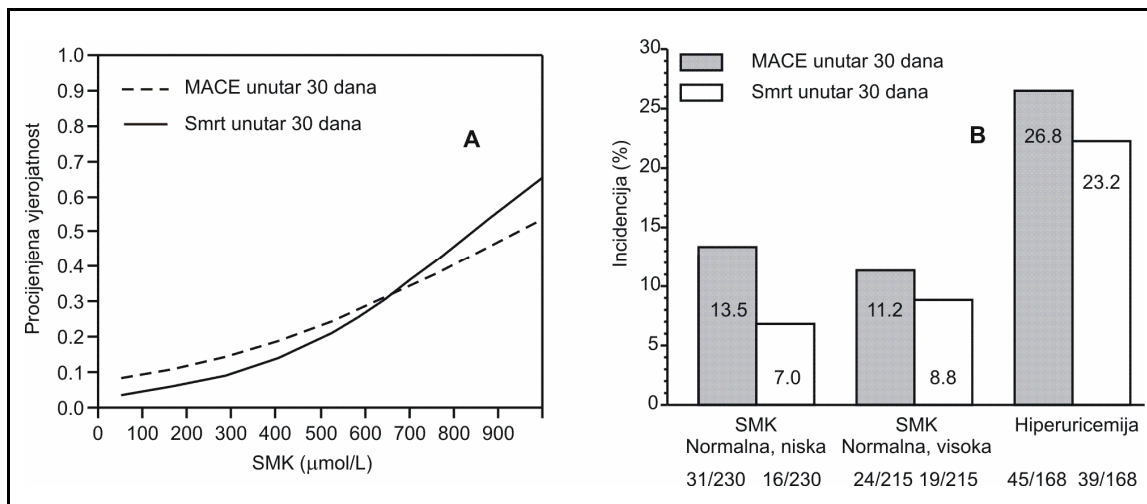 1.0
0.9
0.8
0.7
0.6
0.5
0.4
0.3
0.2
0.1
0.0
Procijenjena vjerojatnost
MACE unutar 30 dana
Smrt unutar 30 dana
A
0 100 200 300 400 500 600 700 800 900
SMK (μmol/L)
30
25
20
15
10
5
0
Incidencija (%)
MACE unutar 30 dana
Smrt unutar 30 dana
B
13.5
7.0
11.2
8.8
26.8
23.2
SMK
Normalna, niska
SMK
Normalna, visoka
Hiperuricemija
31/230 16/230 24/215 19/215 45/168 39/168